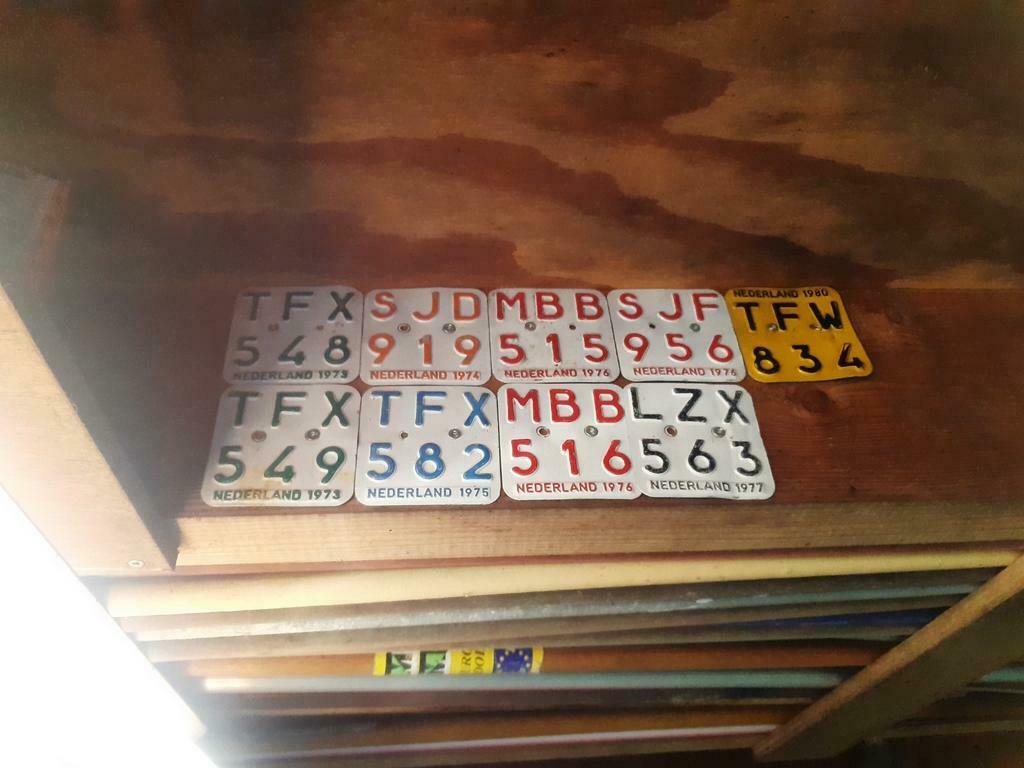 TFX
548
NEDERLAND 1973
SJD
919
NEDERLAND 1974
MBB
515
NEDERLAND 1976
SJF
956
NEDERLAND 1976
NEDERLAND 1980
TFW
834
TFX
549
NEDERLAND 1973
TFX
582
NEDERLAND 1975
MBB
516
NEDERLAND 1976
LZX
563
NEDERLAND 1977